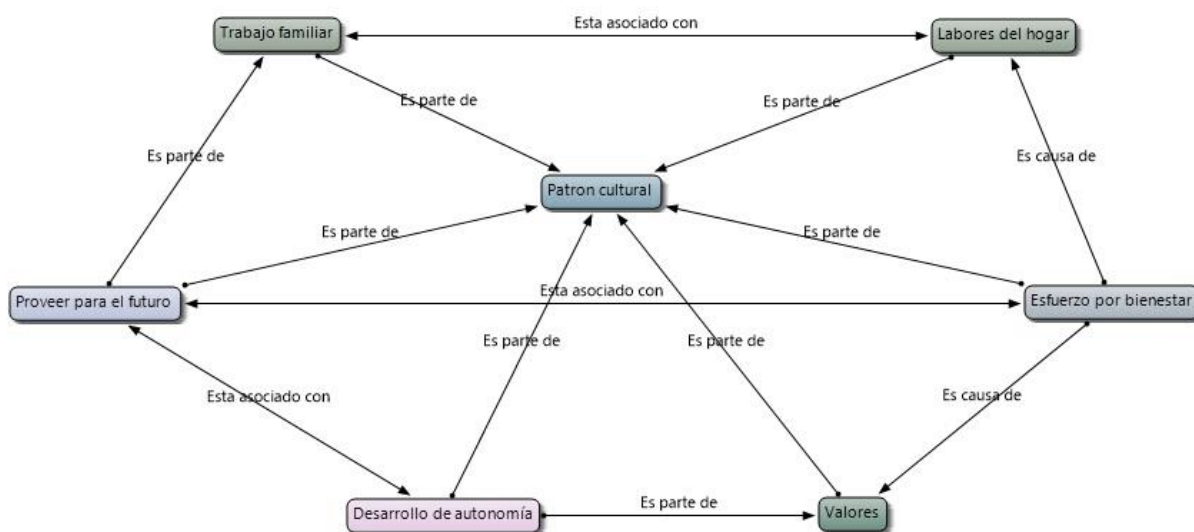 Esta asociado con
Trabajo familiar
Labores del hogar
Es parte de
Es parte de
Es parte de
Es causa de
Patron cultural
Es parte de
Es parte de
Proveer para el futuro
Esta asociado con
Esfuerzo por bienestar
Es parte de
Es parte de
Esta asociado con
Es causa de
Es parte de
Desarrollo de autonomía
Valores